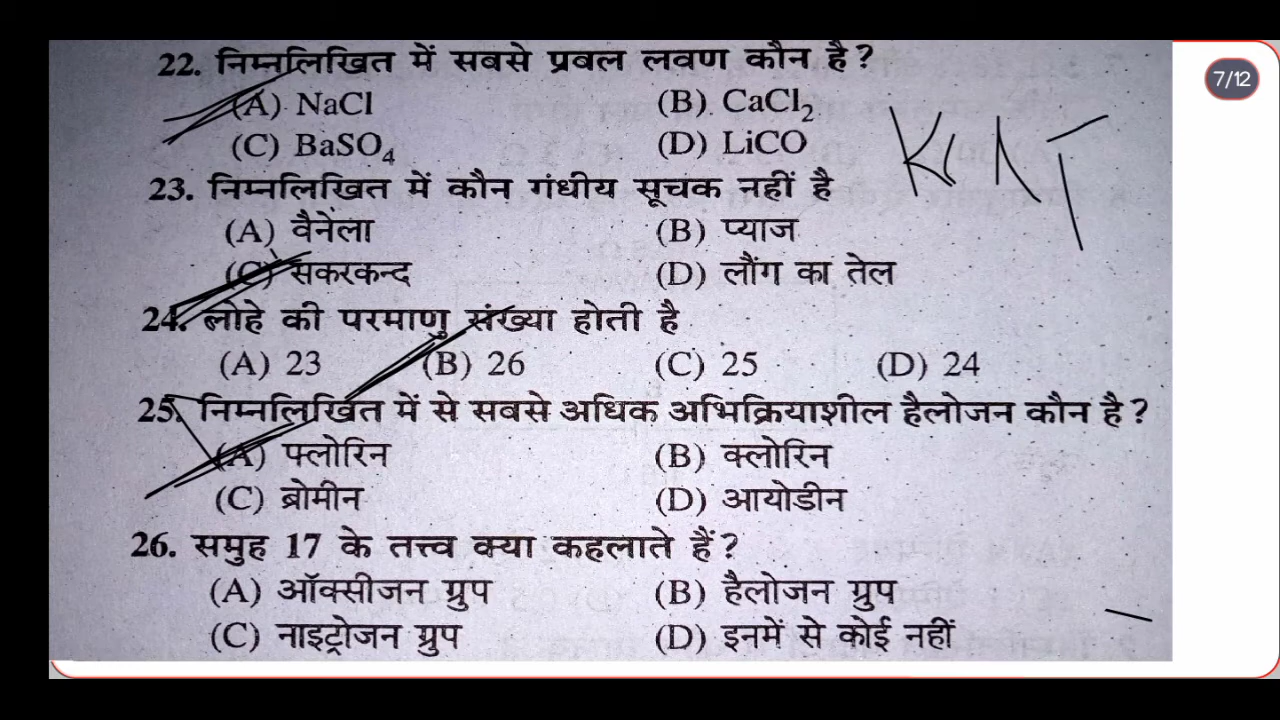 7/12
22. निम्नलिखित में सबसे प्रबल लवण कौन है?
(A) NaCl (B) CaCl₂
(C) BaSO₄ (D) LiCO
23. निम्नलिखित में कौन गंधीय सूचक नहीं है
(A) वैनेला (B) प्याज
(C) सकरकन्द (D) लौंग का तेल
24. लोहे की परमाणु संख्या होती है
(A) 23 (B) 26 (C) 25 (D) 24
25. निम्नलिखित में से सबसे अधिक अभिक्रियाशील हैलोजन कौन है?
(A) फ्लोरिन (B) क्लोरिन
(C) ब्रोमीन (D) आयोडीन
26. समुह 17 के तत्त्व क्या कहलाते हैं?
(A) ऑक्सीजन ग्रुप (B) हैलोजन ग्रुप
(C) नाइट्रोजन ग्रुप (D) इनमें से कोई नहीं